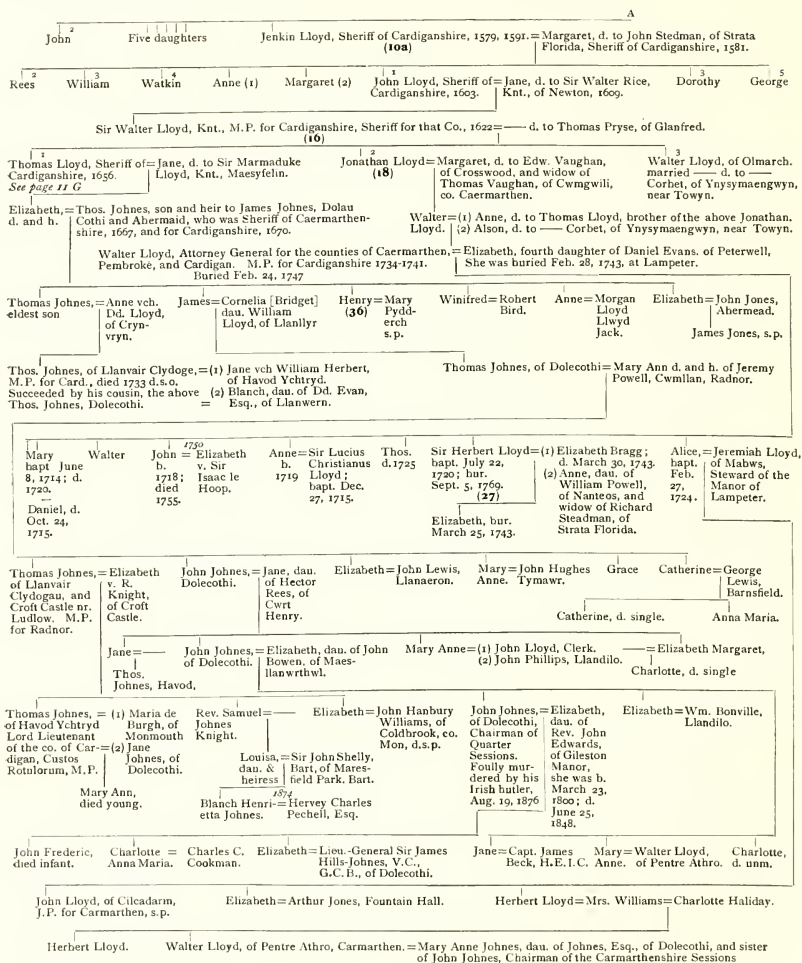 A
John 2
Five daughters
Jenkin Lloyd, Sheriff of Cardiganshire, 1579, 1591.=Margaret, d. to John Stedman, of Strata
(10a)
Florida, Sheriff of Cardiganshire, 1581.
2 3 4 1 3 5
Rees William Watkin Anne (1) Margaret (2) John Lloyd, Sheriff of=Jane, d. to Sir Walter Rice, Dorothy George
Cardiganshire, 1603. Knt., of Newton, 1609.
Sir Walter Lloyd, Knt., M.P. for Cardiganshire, Sheriff for that Co., 1622=—— d. to Thomas Pryse, of Glanfred.
(16)
1
Thomas Lloyd, Sheriff of=Jane, d. to Sir Marmaduke
Cardiganshire, 1656. Lloyd, Knt., Maesyfelin.
See page 11 G
2
Jonathan Lloyd=Margaret, d. to Edw. Vaughan,
(18) of Crosswood, and widow of
Thomas Vaughan, of Cwmgwili,
co. Caermarthen.
3
Walter Lloyd, of Olmarch.
married —— d. to ——
Corbet, of Ynysymaengwyn,
near Towyn.
Elizabeth,=Thos. Johnes, son and heir to James Johnes, Dolau
d. and h. Cothi and Abermaid, who was Sheriff of Caermarthen-
shire, 1667, and for Cardiganshire, 1670.
Walter=(1) Anne, d. to Thomas Lloyd, brother of the above Jonathan.
Lloyd. (2) Alson, d. to —— Corbet, of Ynysymaengwyn, near Towyn.
Walter Lloyd, Attorney General for the counties of Caermarthen,=Elizabeth, fourth daughter of Daniel Evans, of Peterwell,
Pembroke, and Cardigan. M.P. for Cardiganshire 1734-1741. She was buried Feb. 28, 1743, at Lampeter.
Buried Feb. 24, 1747
Thomas Johnes,=Anne vch.
eldest son Dd. Lloyd,
of Cryn-
vryn.
James=Cornelia [Bridget]
dau. William
Lloyd, of Llanllyr
Henry=Mary
(36) Pydd-
erch
s.p.
Winifred=Robert
Bird.
Anne=Morgan
Lloyd
Llwyd
Jack.
Elizabeth=John Jones,
Abermead.
James Jones, s.p.
Thos. Johnes, of Llanvair Clydoge,=(1) Jane vch William Herbert,
M.P. for Card., died 1733 d.s.o. of Havod Ychtryd.
Succeeded by his cousin, the above (2) Blanch, dau. of Dd. Evan,
Thos. Johnes, Dolecothi. = Esq., of Llanwern.
Thomas Johnes, of Dolecothi=Mary Ann d. and h. of Jeremy
Powell, Cwmllan, Radnor.
Mary
bapt June
8, 1714; d.
1720.
—
Daniel, d.
Oct. 24,
1715.
Walter
1750
John = Elizabeth
b. v. Sir
1718; Isaac le
died Hoop.
1755.
Anne=Sir Lucius
b. Christianus
1719 Lloyd;
bapt. Dec.
27, 1715.
Thos.
d.1725
Sir Herbert Lloyd=(1) Elizabeth Bragg;
bapt. July 22, d. March 30, 1743.
1720; bur. (2) Anne, dau. of
Sept. 5, 1769. William Powell,
(27) of Nanteos, and
widow of Richard
Steadman, of
Strata Florida.
Elizabeth, bur.
March 25, 1743.
Alice,=Jeremiah Lloyd,
bapt. of Mabws,
Feb. Steward of the
27, Manor of
1724. Lampeter.
Thomas Johnes,=Elizabeth
of Llanvair v. R.
Clydogau, and Knight,
Croft Castle nr. of Croft
Ludlow. M.P. Castle.
for Radnor.
John Johnes,=Jane, dau.
Dolecothi. of Hector
Rees, of
Cwrt
Henry.
Elizabeth=John Lewis,
Llanaeron.
Mary=John Hughes
Anne. Tymawr.
Grace
Catherine=George
Lewis,
Barnsfield.
Catherine, d. single.
Anna Maria.
Jane=——
Thos.
Johnes, Havod,
John Johnes,=Elizabeth, dau. of John
of Dolecothi. Bowen, of Maes-
llanwrthwl.
Mary Anne=(1) John Lloyd, Clerk.
(2) John Phillips, Llandilo.
——=Elizabeth Margaret,
Charlotte, d. single
Thomas Johnes, = (1) Maria de
of Havod Ychtryd Burgh, of
Lord Lieutenant Monmouth
of the co. of Car-=(2) Jane
digan, Custos Johnes, of
Rotulorum, M.P. Dolecothi.
Mary Ann,
died young.
Rev. Samuel=——
Johnes
Knight.
Louisa,=Sir John Shelly,
dau. & Bart, of Mares-
heiress field Park. Bart.
1874
Blanch Henri-=Hervey Charles
etta Johnes. Pechell, Esq.
Elizabeth=John Hanbury
Williams, of
Coldbrook, co.
Mon, d.s.p.
John Johnes,=Elizabeth,
of Dolecothi, dau. of
Chairman of Rev. John
Quarter Edwards,
Sessions. of Gileston
Foully mur- Manor,
dered by his she was b.
Irish butler, March 23,
Aug. 19, 1876 1800; d.
June 25,
1848.
Elizabeth=Wm. Bonville,
Llandilo.
John Frederic,
died infant.
Charlotte = Charles C.
Anna Maria. Cookman.
Elizabeth=Lieu.-General Sir James
Hills-Johnes, V.C.,
G.C.B., of Dolecothi.
Jane=Capt. James
Beck, H.E.I.C.
Mary=Walter Lloyd,
Anne. of Pentre Athro.
Charlotte,
d. unm.
John Lloyd, of Cilcadarm,
J.P. for Carmarthen, s.p.
Elizabeth=Arthur Jones, Fountain Hall.
Herbert Lloyd=Mrs. Williams=Charlotte Haliday.
Herbert Lloyd.
Walter Lloyd, of Pentre Athro, Carmarthen.=Mary Anne Johnes, dau. of Johnes, Esq., of Dolecothi, and sister
of John Johnes, Chairman of the Carmarthenshire Sessions